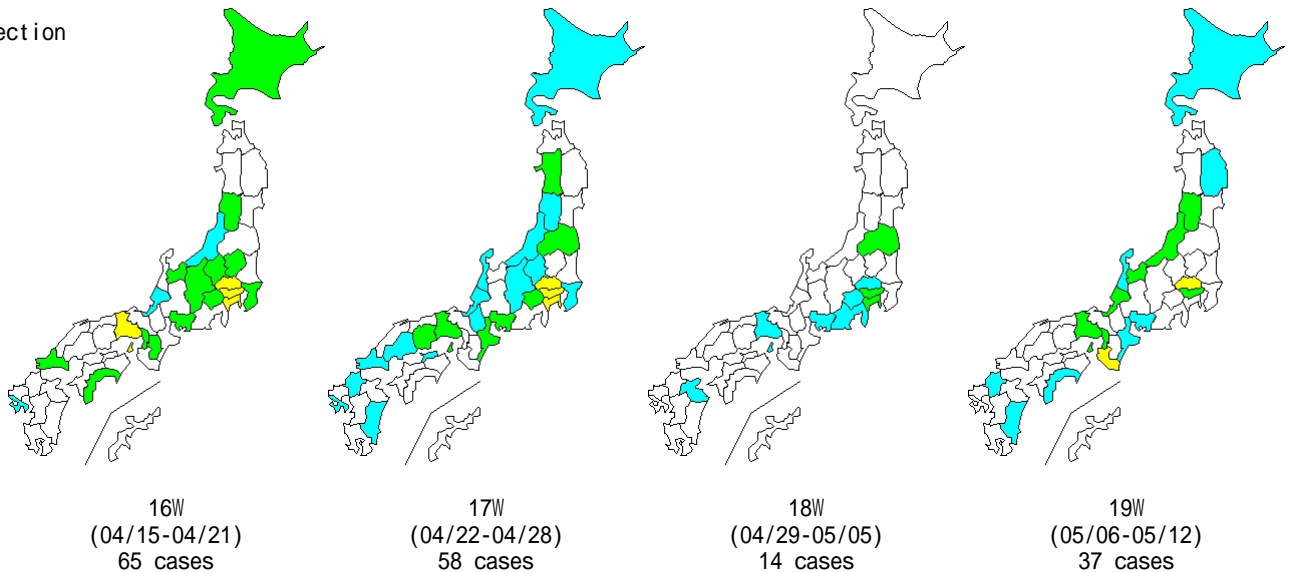 ection
16W
(04/15-04/21)
65 cases
17W
(04/22-04/28)
58 cases
18W
(04/29-05/05)
14 cases
19W
(05/06-05/12)
37 cases